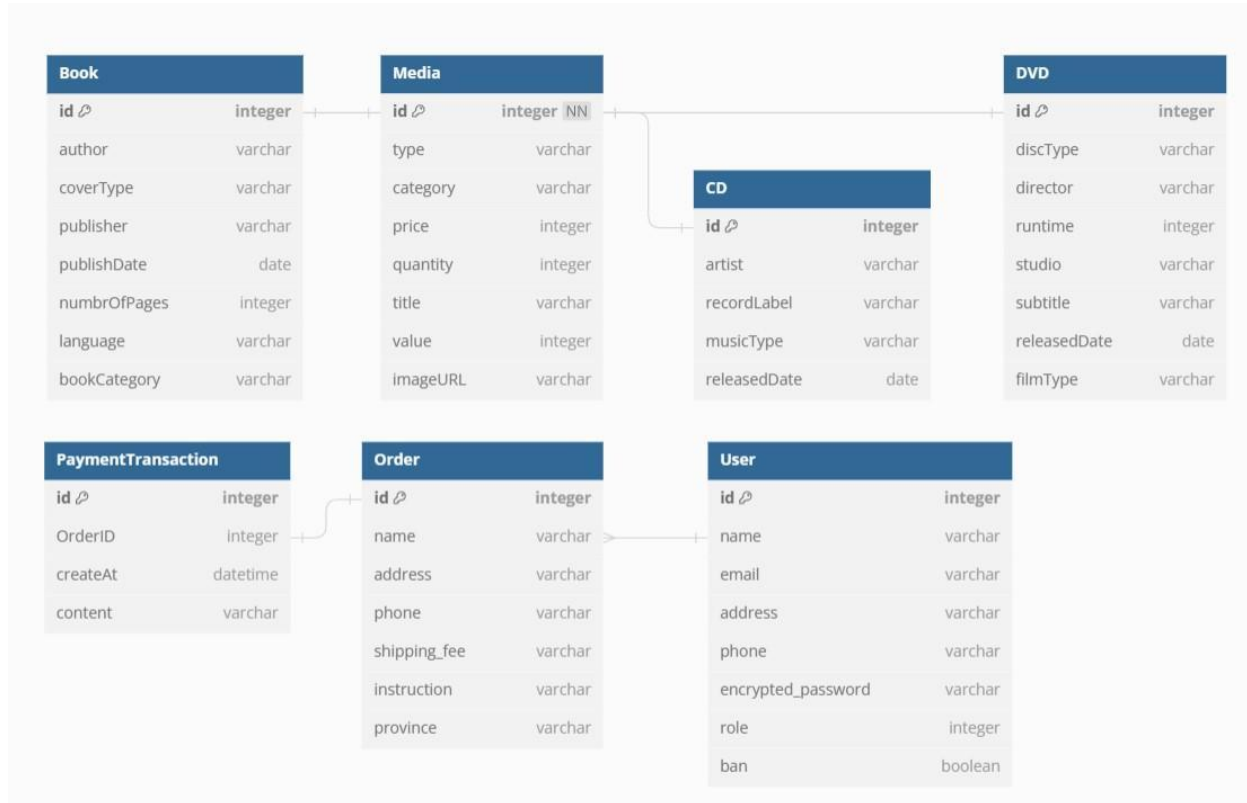 Book
id integer
author varchar
coverType varchar
publisher varchar
publishDate date
numbrOfPages integer
language varchar
bookCategory varchar
Media
id integer NN
type varchar
category varchar
price integer
quantity integer
title varchar
value integer
imageURL varchar
CD
id integer
artist varchar
recordLabel varchar
musicType varchar
releasedDate date
DVD
id integer
discType varchar
director varchar
runtime integer
studio varchar
subtitle varchar
releasedDate date
filmType varchar
PaymentTransaction
id integer
OrderID integer
createAt datetime
content varchar
Order
id integer
name varchar
address varchar
phone varchar
shipping_fee varchar
instruction varchar
province varchar
User
id integer
name varchar
email varchar
address varchar
phone varchar
encrypted_password varchar
role integer
ban boolean